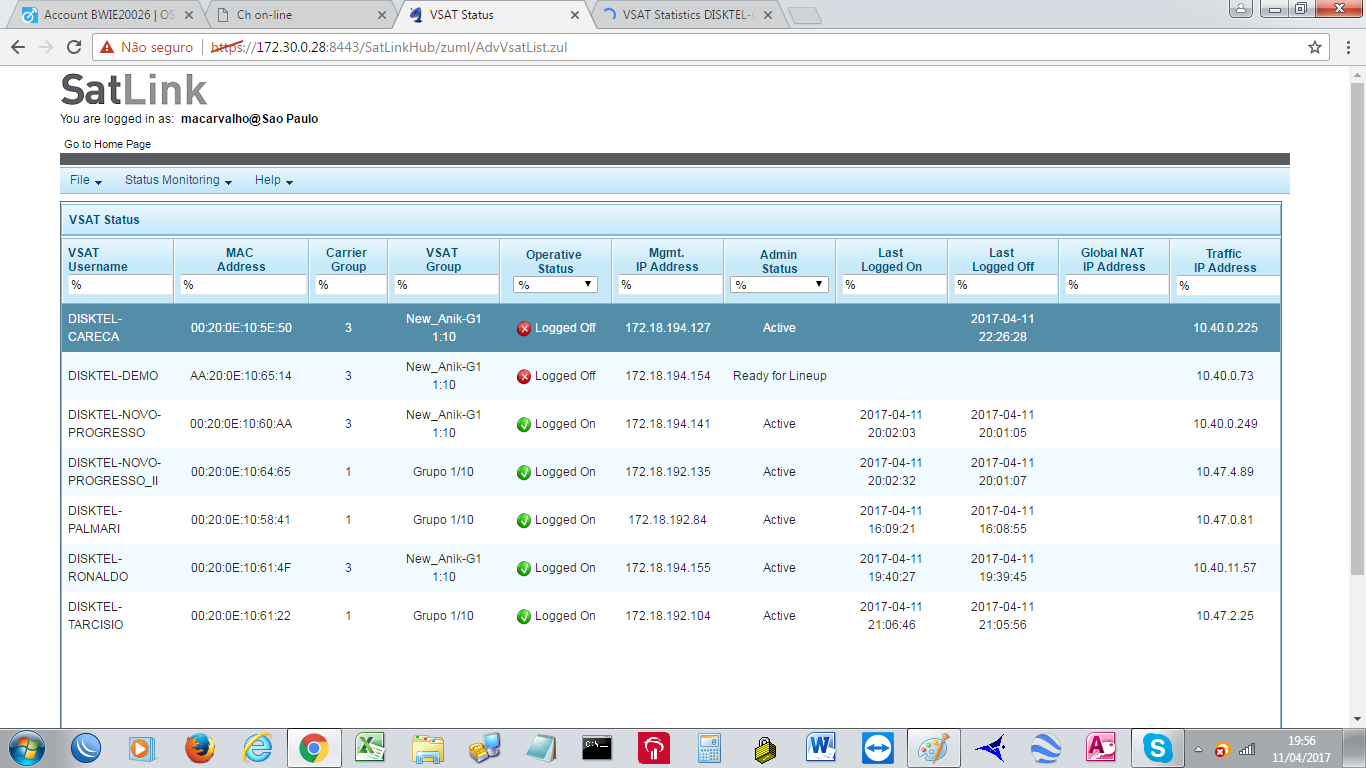 Account BWIE20026 | OS
Ch on-line
VSAT Status
VSAT Statistics DISKTEL-
Não seguro
https://172.30.0.28:8443/SatLinkHub/zuml/AdvVsatList.zul
SatLink
You are logged in as: macarvalho@Sao Paulo
Go to Home Page
File Status Monitoring Help
VSAT Status
VSAT Username MAC Address Carrier Group VSAT Group Operative Status Mgmt. IP Address Admin Status Last Logged On Last Logged Off Global NAT IP Address Traffic IP Address
% % % % % % % % % % %
DISKTEL-CARECA 00:20:0E:10:5E:50 3 New_Anik-G1 1:10 Logged Off 172.18.194.127 Active 2017-04-11 22:26:28 10.40.0.225
DISKTEL-DEMO AA:20:0E:10:65:14 3 New_Anik-G1 1:10 Logged Off 172.18.194.154 Ready for Lineup 10.40.0.73
DISKTEL-NOVO-PROGRESSO 00:20:0E:10:60:AA 3 New_Anik-G1 1:10 Logged On 172.18.194.141 Active 2017-04-11 20:02:03 2017-04-11 20:01:05 10.40.0.249
DISKTEL-NOVO-PROGRESSO_II 00:20:0E:10:64:65 1 Grupo 1/10 Logged On 172.18.192.135 Active 2017-04-11 20:02:32 2017-04-11 20:01:07 10.47.4.89
DISKTEL-PALMARI 00:20:0E:10:58:41 1 Grupo 1/10 Logged On 172.18.192.84 Active 2017-04-11 16:09:21 2017-04-11 16:08:55 10.47.0.81
DISKTEL-RONALDO 00:20:0E:10:61:4F 3 New_Anik-G1 1:10 Logged On 172.18.194.155 Active 2017-04-11 19:40:27 2017-04-11 19:39:45 10.40.11.57
DISKTEL-TARCISIO 00:20:0E:10:61:22 1 Grupo 1/10 Logged On 172.18.192.104 Active 2017-04-11 21:06:46 2017-04-11 21:05:56 10.47.2.25
19:56
11/04/2017